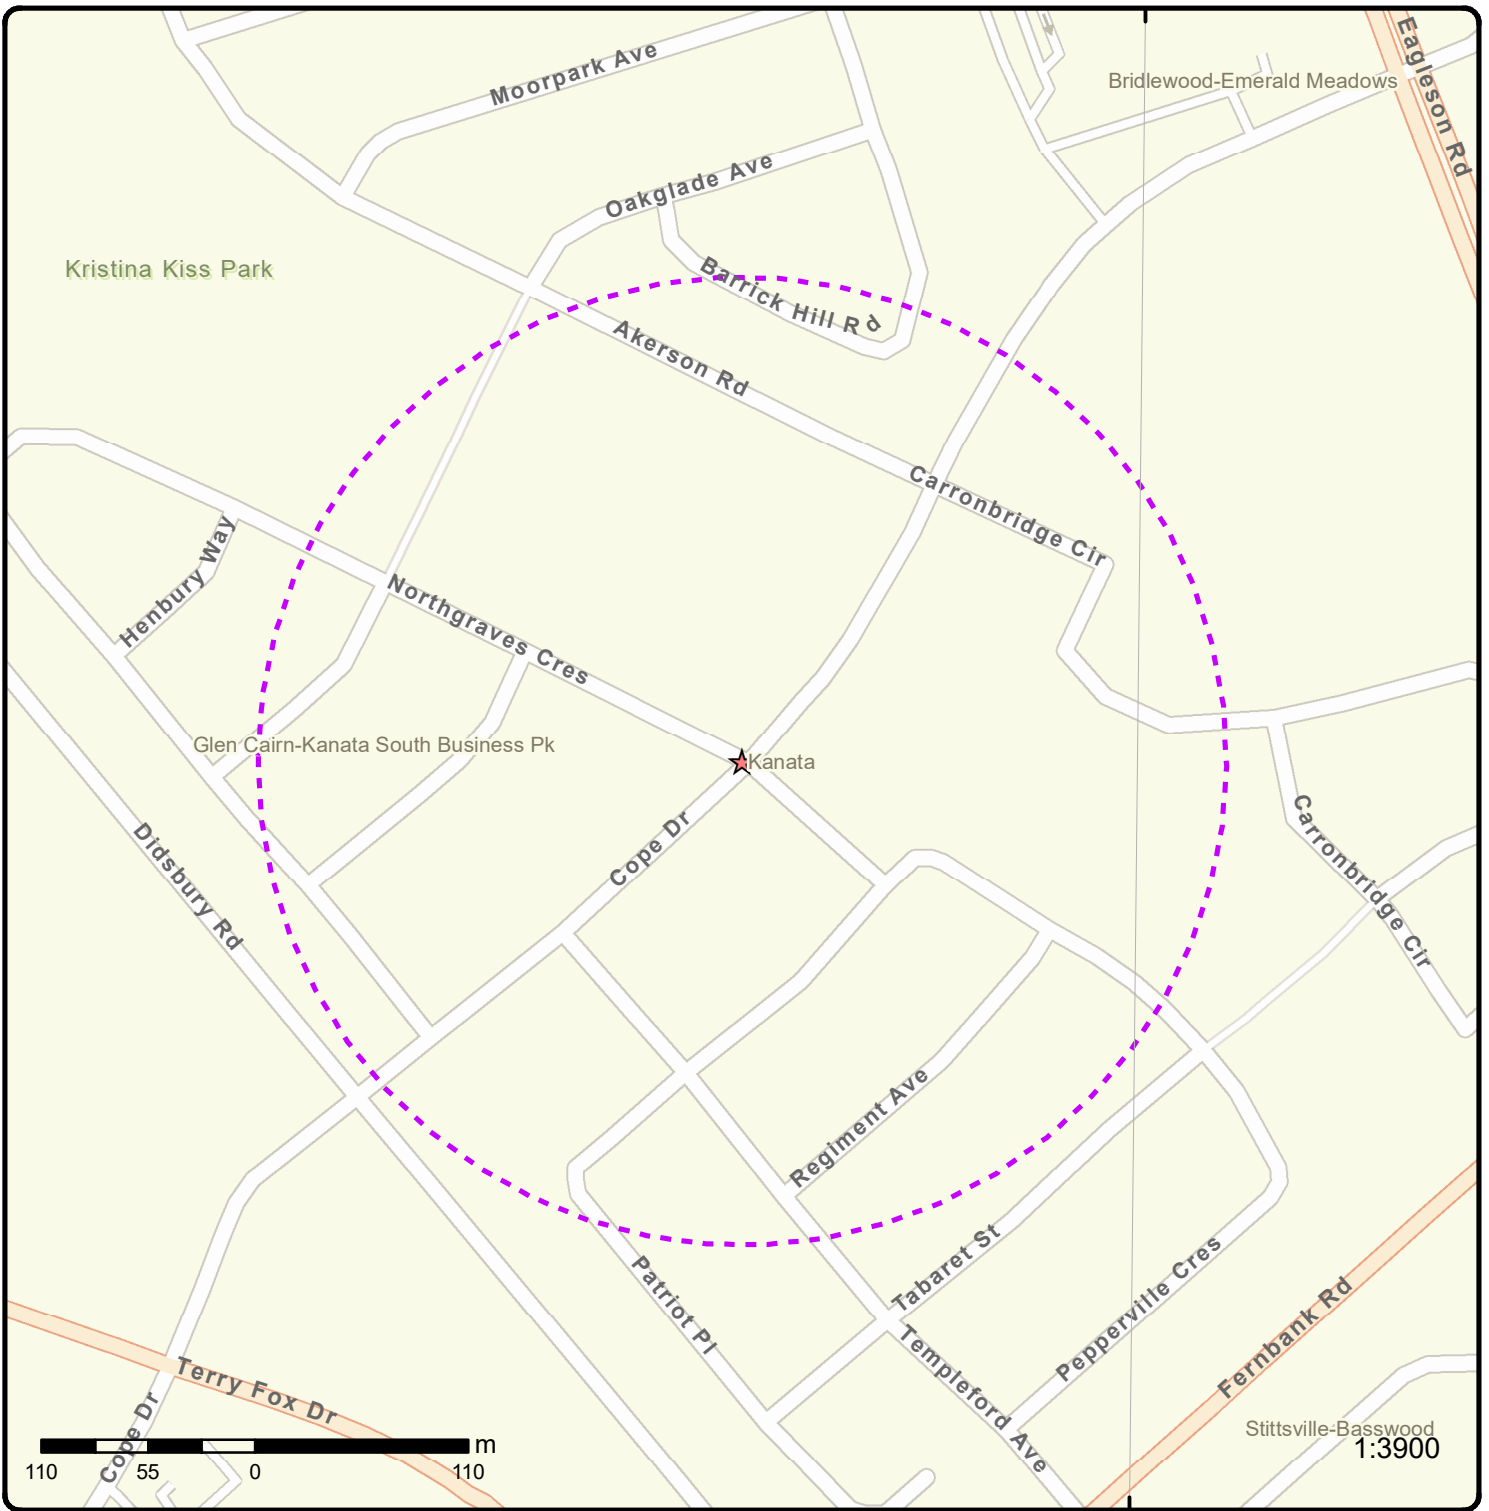 Moorpark Ave
Eagleson Rd
Bridlewood-Emerald Meadows
Oakglade Ave
Kristina Kiss Park
Barrick Hill Rd
Akerson Rd
Carronbridge Cir
Henbury Way
Northgraves Cres
Glen Cairn-Kanata South Business Pk
Kanata
Cope Dr
Didsbury Rd
Carronbridge Cir
Regiment Ave
Tabaret St
Patriot Pl
Pepperville Cres
Fernbank Rd
Templeford Ave
Terry Fox Dr
Cope Dr
Stittsville-Basswood
m
1:3900
110 55 0 110